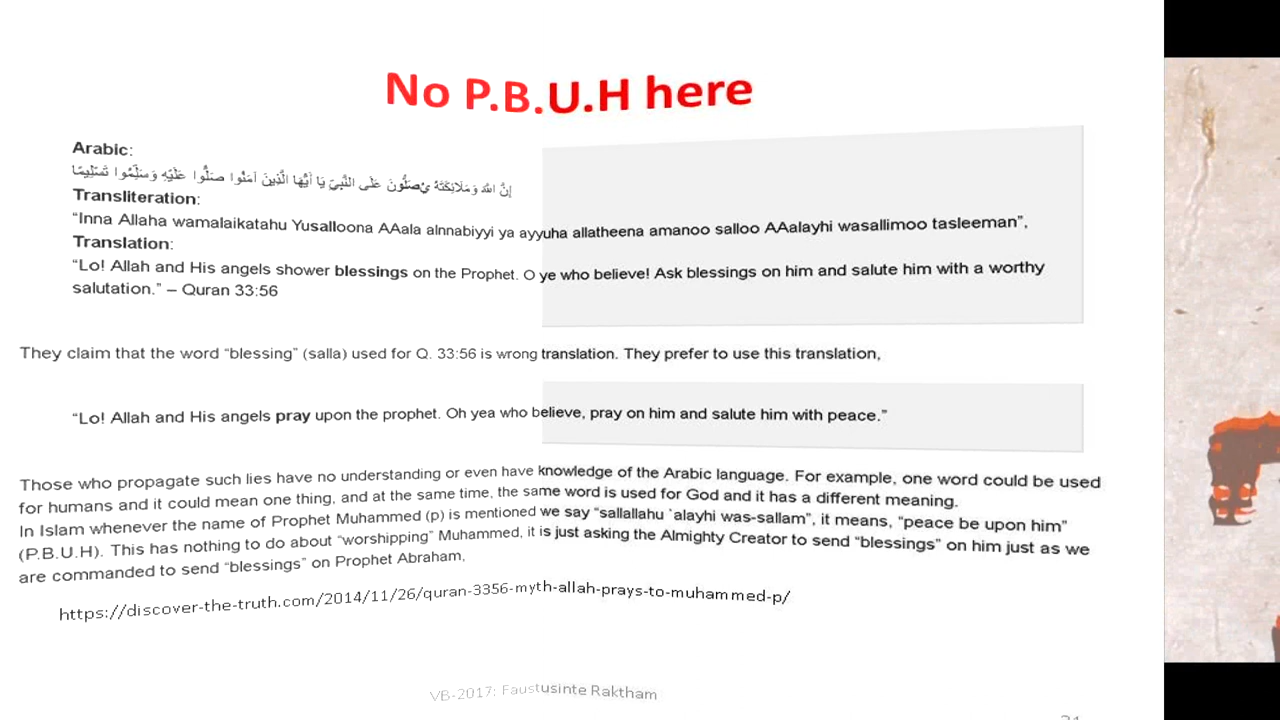 No P.B.U.H here
Arabic:
إِنَّ اللَّهَ وَمَلَائِكَتَهُ يُصَلُّونَ عَلَى النَّبِيِّ يَا أَيُّهَا الَّذِينَ آمَنُوا صَلُّوا عَلَيْهِ وَسَلِّمُوا تَسْلِيمًا
Transliteration:
“Inna Allaha wamalaikatahu Yusalloona AAala alnnabiyyi ya ayyuha allatheena amanoo salloo AAalayhi wasallimoo tasleeman”,
Translation:
“Lo! Allah and His angels shower blessings on the Prophet. O ye who believe! Ask blessings on him and salute him with a worthy
salutation.” – Quran 33:56
They claim that the word “blessing” (salla) used for Q. 33:56 is wrong translation. They prefer to use this translation,
“Lo! Allah and His angels pray upon the prophet. Oh yea who believe, pray on him and salute him with peace.”
Those who propagate such lies have no understanding or even have knowledge of the Arabic language. For example, one word could be used
for humans and it could mean one thing, and at the same time, the same word is used for God and it has a different meaning.
In Islam whenever the name of Prophet Muhammed (p) is mentioned we say “sallallahu `alayhi was-sallam”, it means, “peace be upon him”
(P.B.U.H). This has nothing to do about “worshipping” Muhammed, it is just asking the Almighty Creator to send “blessings” on him just as we
are commanded to send “blessings” on Prophet Abraham,
https://discover-the-truth.com/2014/11/26/quran-3356-myth-allah-prays-to-muhammed-p/
VB-2017: Faustusinte Raktham